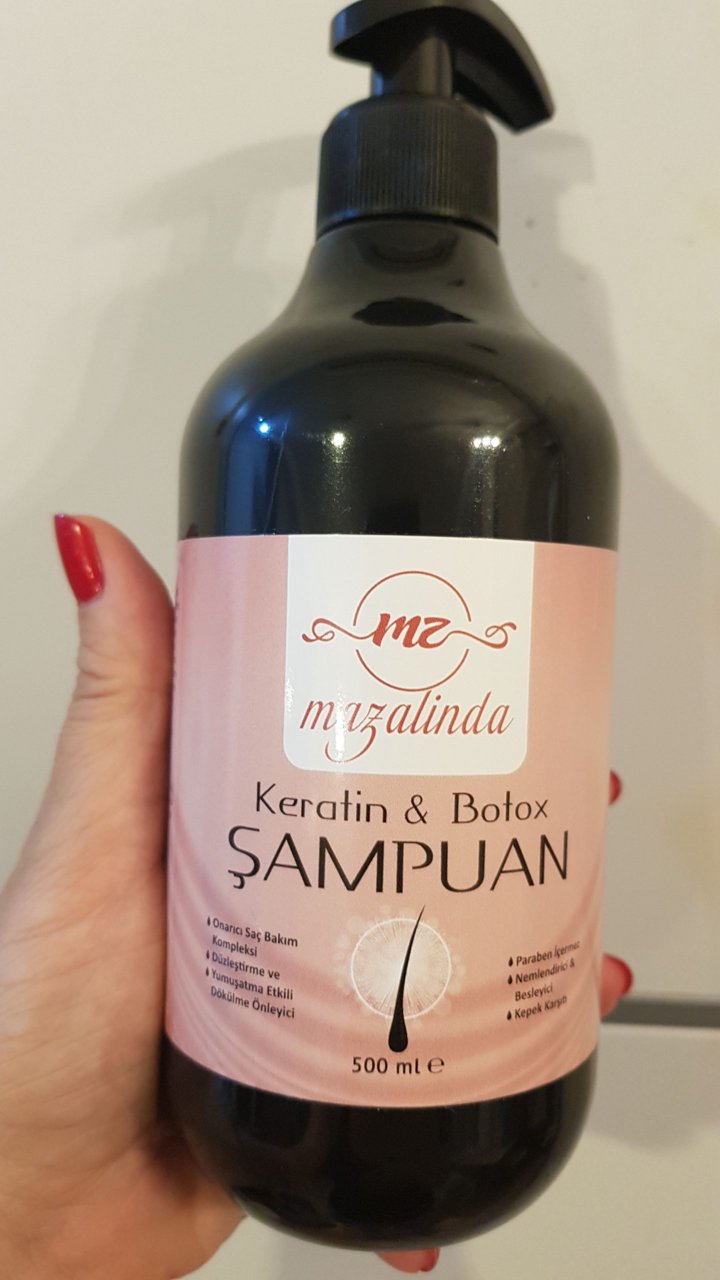 mz
mazalinda
Keratin & Botox
ŞAMPUAN
Onarıcı Saç Bakım
Kompleksi
Düzleştirme ve
Yumuşatma Etkili
Dökülme Önleyici
Paraben İçermez
Nemlendirici &
Besleyici
Kepek Karşıtı
500 ml ℮